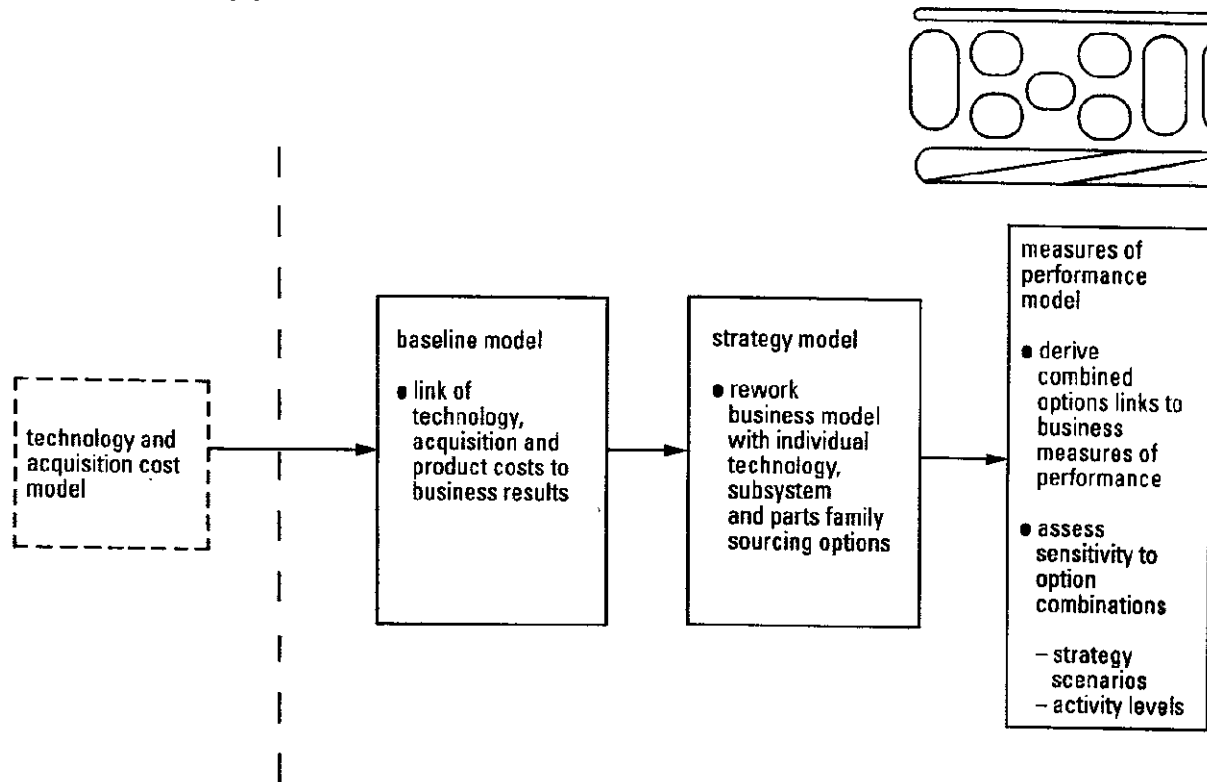 technology and
acquisition cost
model
baseline model
● link of
technology,
acquisition and
product costs to
business results
strategy model
● rework
business model
with individual
technology,
subsystem
and parts family
sourcing options
measures of
performance
model
● derive
combined
options links to
business
measures of
performance
● assess
sensitivity to
option
combinations
– strategy
scenarios
– activity levels